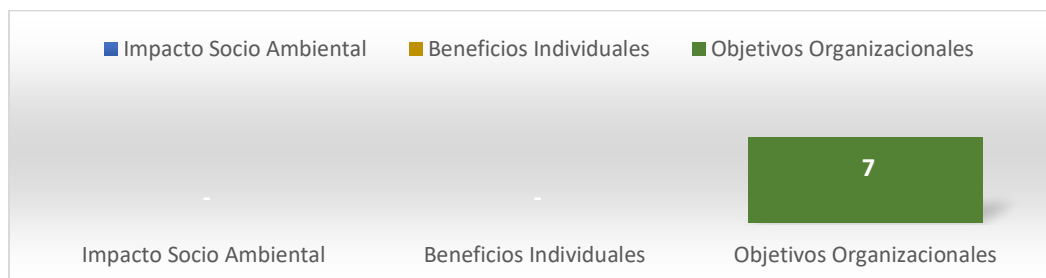 Impacto Socio Ambiental Beneficios Individuales Objetivos Organizacionales
7
- -
Impacto Socio Ambiental Beneficios Individuales Objetivos Organizacionales